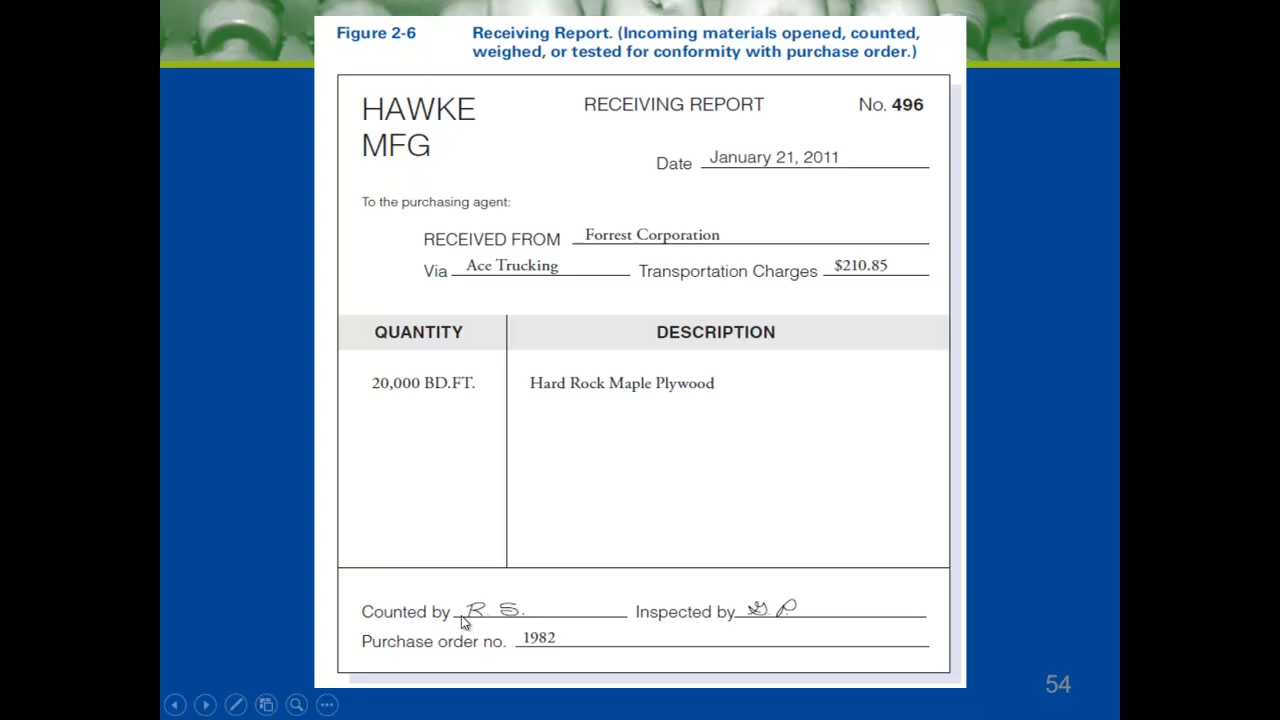 Figure 2-6 Receiving Report. (Incoming materials opened, counted,
weighed, or tested for conformity with purchase order.)
HAWKE
MFG
RECEIVING REPORT No. 496
Date January 21, 2011
To the purchasing agent:
RECEIVED FROM Forrest Corporation
Via Ace Trucking Transportation Charges $210.85
QUANTITY DESCRIPTION
20,000 BD.FT. Hard Rock Maple Plywood
Counted by R. S. Inspected by G P.
Purchase order no. 1982
54